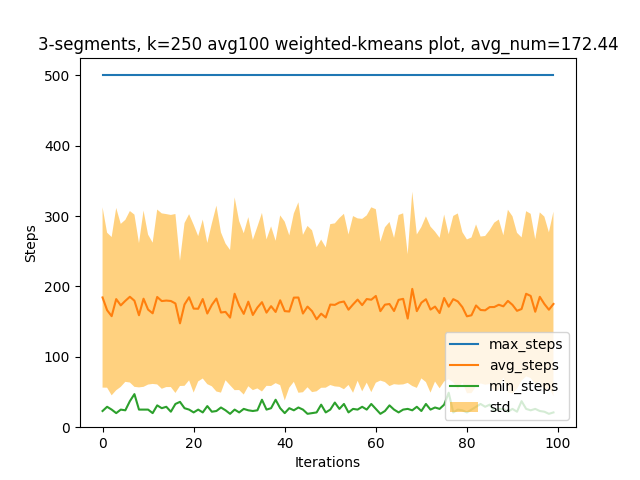 3-segments, k=250 avg100 weighted-kmeans plot, avg_num=172.44
500
400
300
200
100
0
Steps
max_steps
avg_steps
min_steps
std
0 20 40 60 80 100
Iterations